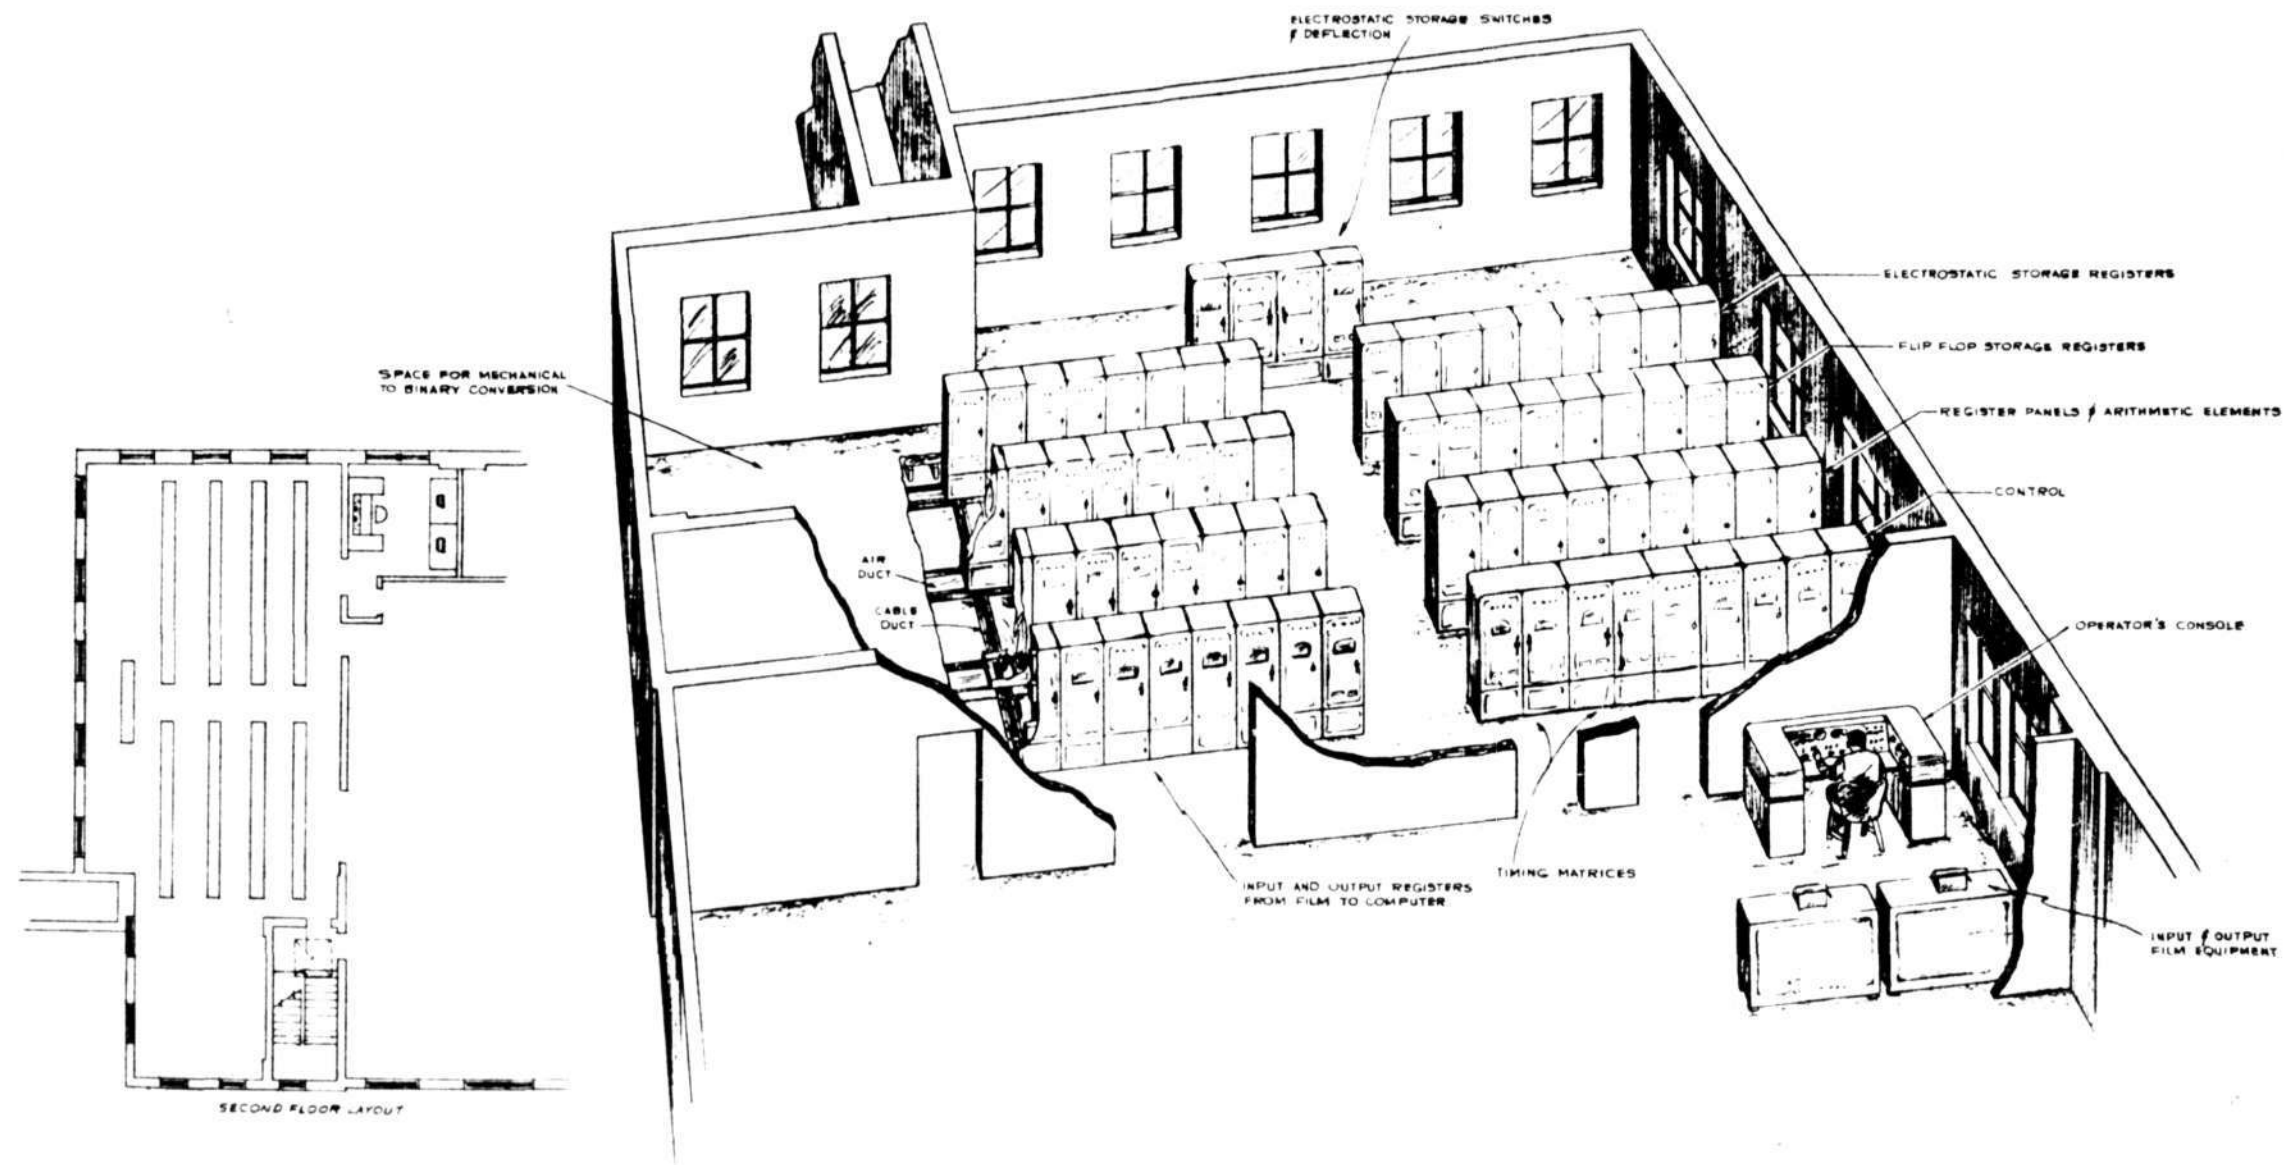 ELECTROSTATIC STORAGE SWITCHES
& DEFLECTION
ELECTROSTATIC STORAGE REGISTERS
FLIP FLOP STORAGE REGISTERS
SPACE FOR MECHANICAL
TO BINARY CONVERSION
REGISTER PANELS & ARITHMETIC ELEMENTS
CONTROL
AIR
DUCT
CABLE
DUCT
OPERATOR'S CONSOLE
TIMING MATRICES
INPUT AND OUTPUT REGISTERS
FROM FILM TO COMPUTER
INPUT & OUTPUT
FILM EQUIPMENT
SECOND FLOOR LAYOUT